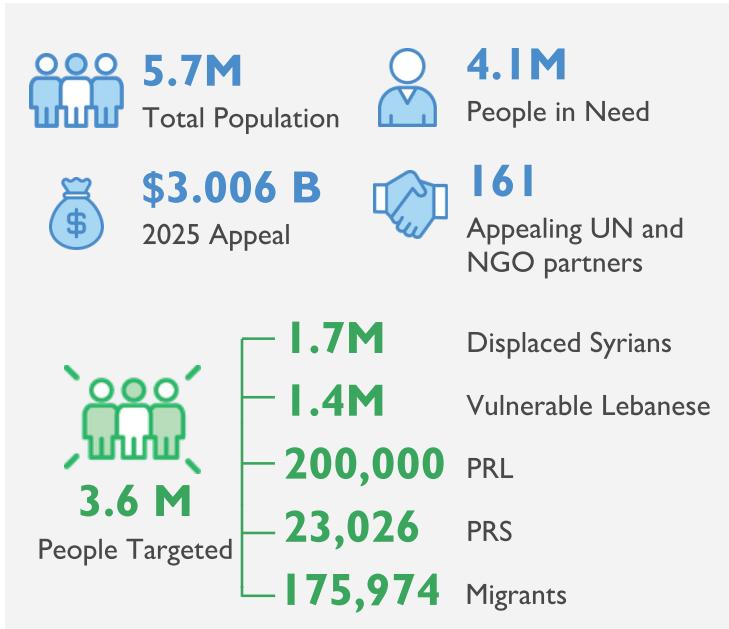 5.7M
Total Population
4.1M
People in Need
$3.006 B
2025 Appeal
161
Appealing UN and
NGO partners
$
3.6 M
People Targeted
1.7M
Displaced Syrians
1.4M
Vulnerable Lebanese
200,000
PRL
23,026
PRS
175,974
Migrants